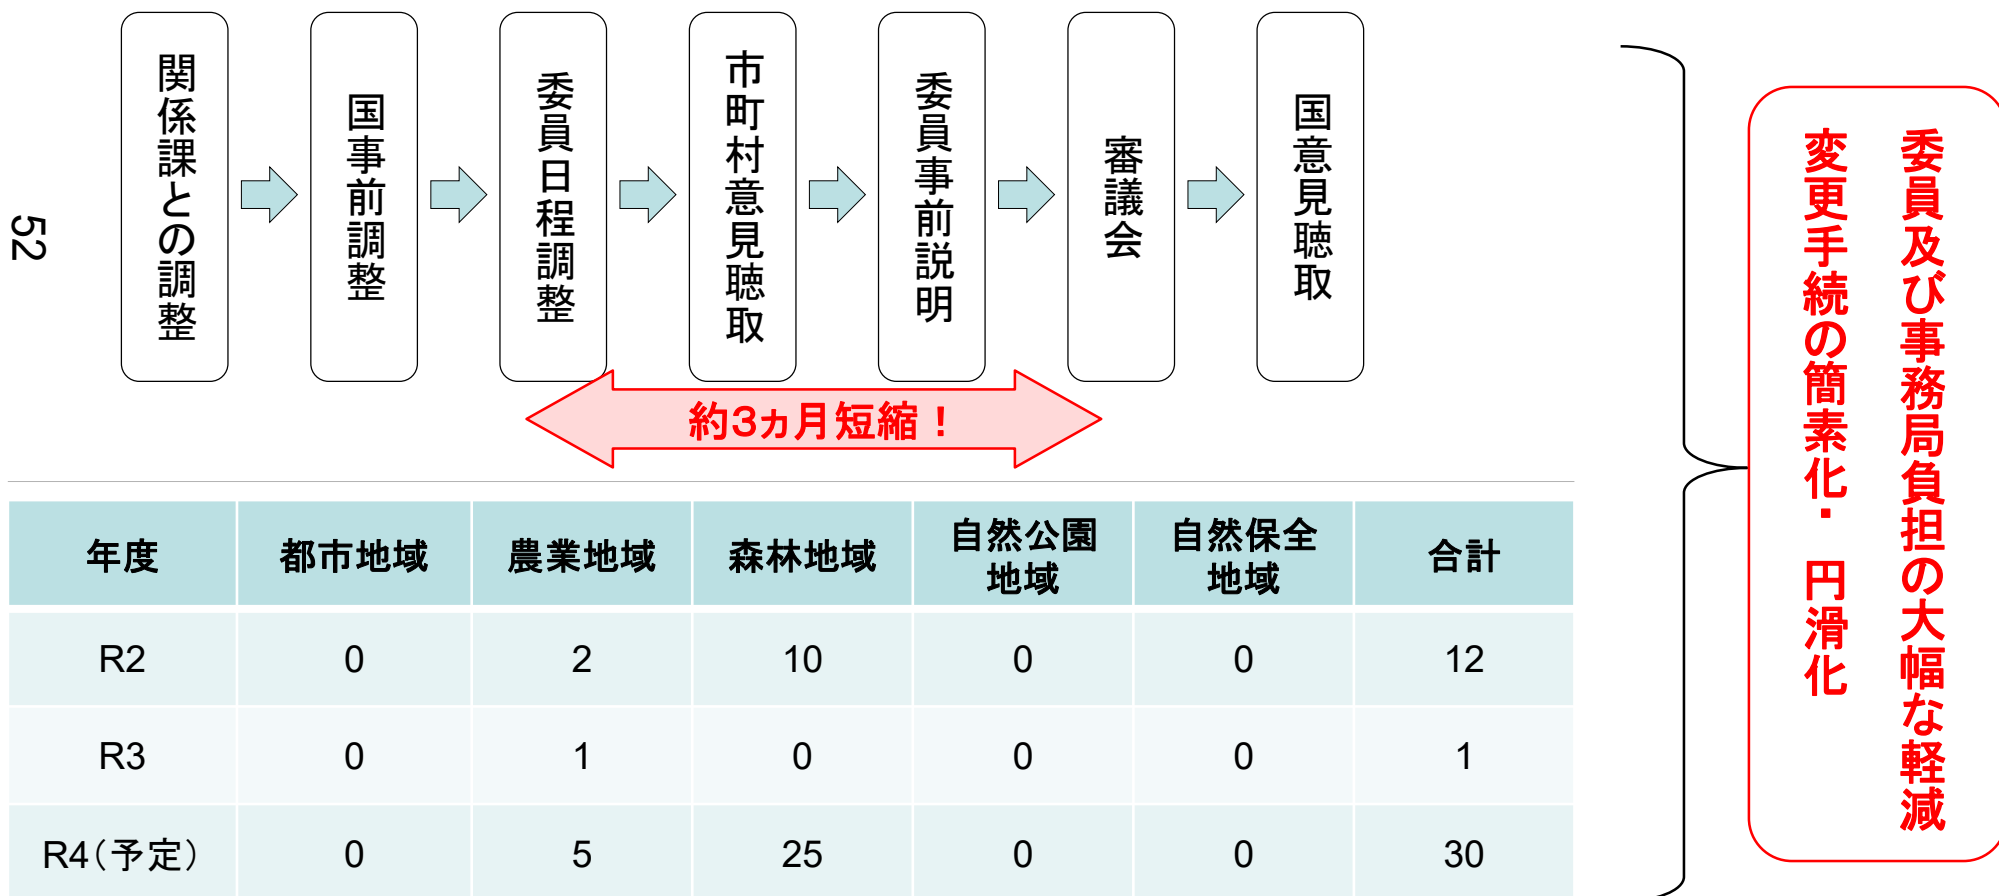 関係課との調整
国事前調整
委員日程調整
市町村意見聴取
委員事前説明
審議会
国意見聴取
約3ヵ月短縮！
委員及び事務局負担の大幅な軽減
変更手続の簡素化・円滑化
年度 都市地域 農業地域 森林地域 自然公園 自然保全 合計
地域 地域
R2 0 2 10 0 0 12
R3 0 1 0 0 0 1
R4（予定） 0 5 25 0 0 30
52